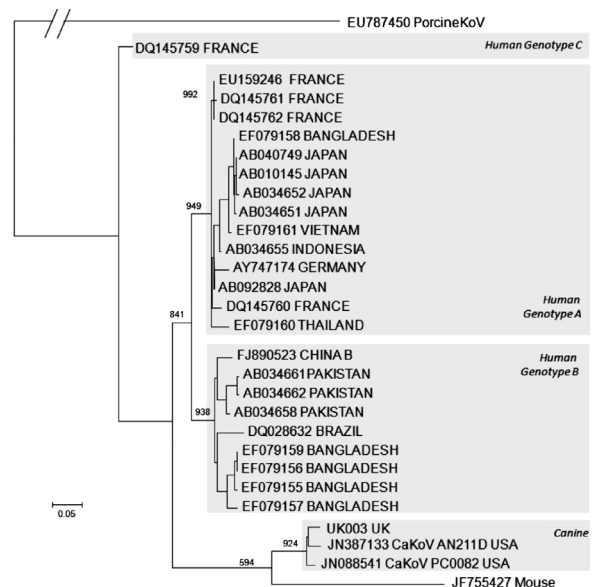 EU787450 PorcineKoV
DQ145759 FRANCE
Human Genotype C
EU159246 FRANCE
992
DQ145761 FRANCE
DQ145762 FRANCE
EF079158 BANGLADESH
AB040749 JAPAN
AB010145 JAPAN
AB034652 JAPAN
949
AB034651 JAPAN
EF079161 VIETNAM
AB034655 INDONESIA
AY747174 GERMANY
AB092828 JAPAN
Human
Genotype A
DQ145760 FRANCE
841
EF079160 THAILAND
FJ890523 CHINA B
Human
Genotype B
AB034661 PAKISTAN
AB034662 PAKISTAN
938
AB034658 PAKISTAN
DQ028632 BRAZIL
EF079159 BANGLADESH
EF079156 BANGLADESH
EF079155 BANGLADESH
EF079157 BANGLADESH
0.05
UK003 UK
Canine
924
JN387133 CaKoV AN211D USA
JN088541 CaKoV PC0082 USA
594
JF755427 Mouse